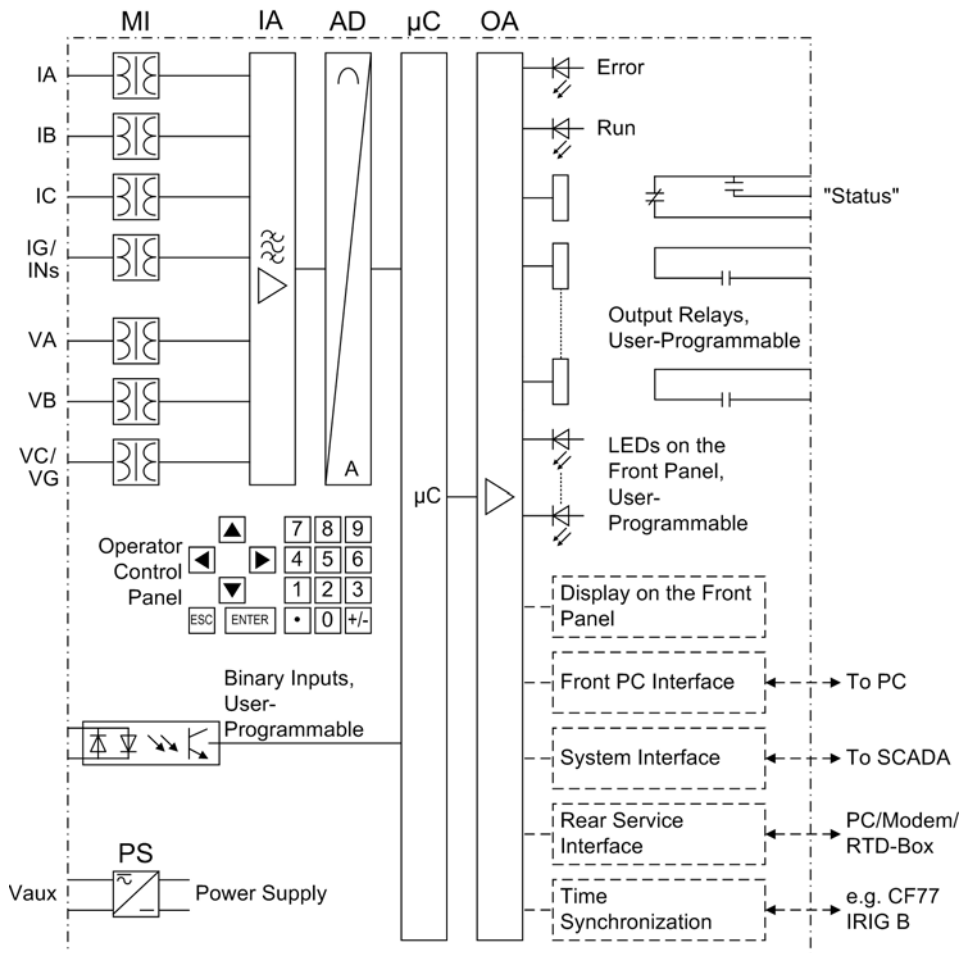 MI IA AD µC OA
IA
IB
IC
IG/
INs
VA
VB
VC/
VG
A
µC
Error
Run
"Status"
Output Relays,
User-Programmable
LEDs on the
Front Panel,
User-
Programmable
Operator
Control
Panel
7 8 9
4 5 6
1 2 3
ESC ENTER • 0 +/-
Display on the Front
Panel
Front PC Interface
To PC
Binary Inputs,
User-
Programmable
System Interface
To SCADA
Rear Service
Interface
PC/Modem/
RTD-Box
PS
Vaux
Power Supply
Time
Synchronization
e.g. CF77
IRIG B